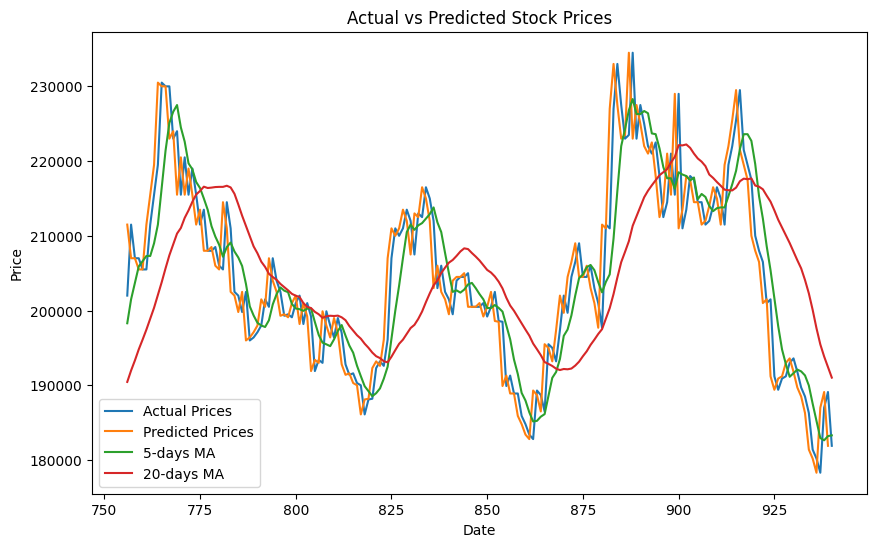 Actual vs Predicted Stock Prices
Price
230000
220000
210000
200000
190000
180000
Actual Prices
Predicted Prices
5-days MA
20-days MA
750
775
800
825
850
875
900
925
Date